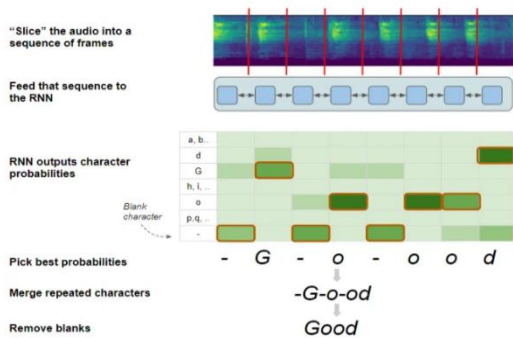 “Slice” the audio into a
sequence of frames
Feed that sequence to
the RNN
RNN outputs character
probabilities
a, b..
d
G
h, i, ..
o
p,q, ..
-
Blank
character
Pick best probabilities
- G - o - o o d
Merge repeated characters
-G-o-od
Remove blanks
Good